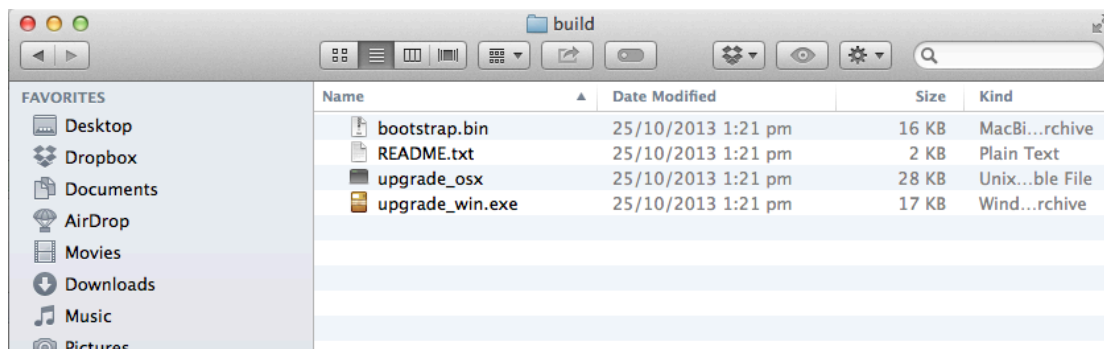 build
FAVORITES
Desktop
Dropbox
Documents
AirDrop
Movies
Downloads
Music
Pictures
Name Date Modified Size Kind
bootstrap.bin 25/10/2013 1:21 pm 16 KB MacBi...rchive
README.txt 25/10/2013 1:21 pm 2 KB Plain Text
upgrade_osx 25/10/2013 1:21 pm 28 KB Unix...ble File
upgrade_win.exe 25/10/2013 1:21 pm 17 KB Wind...rchive